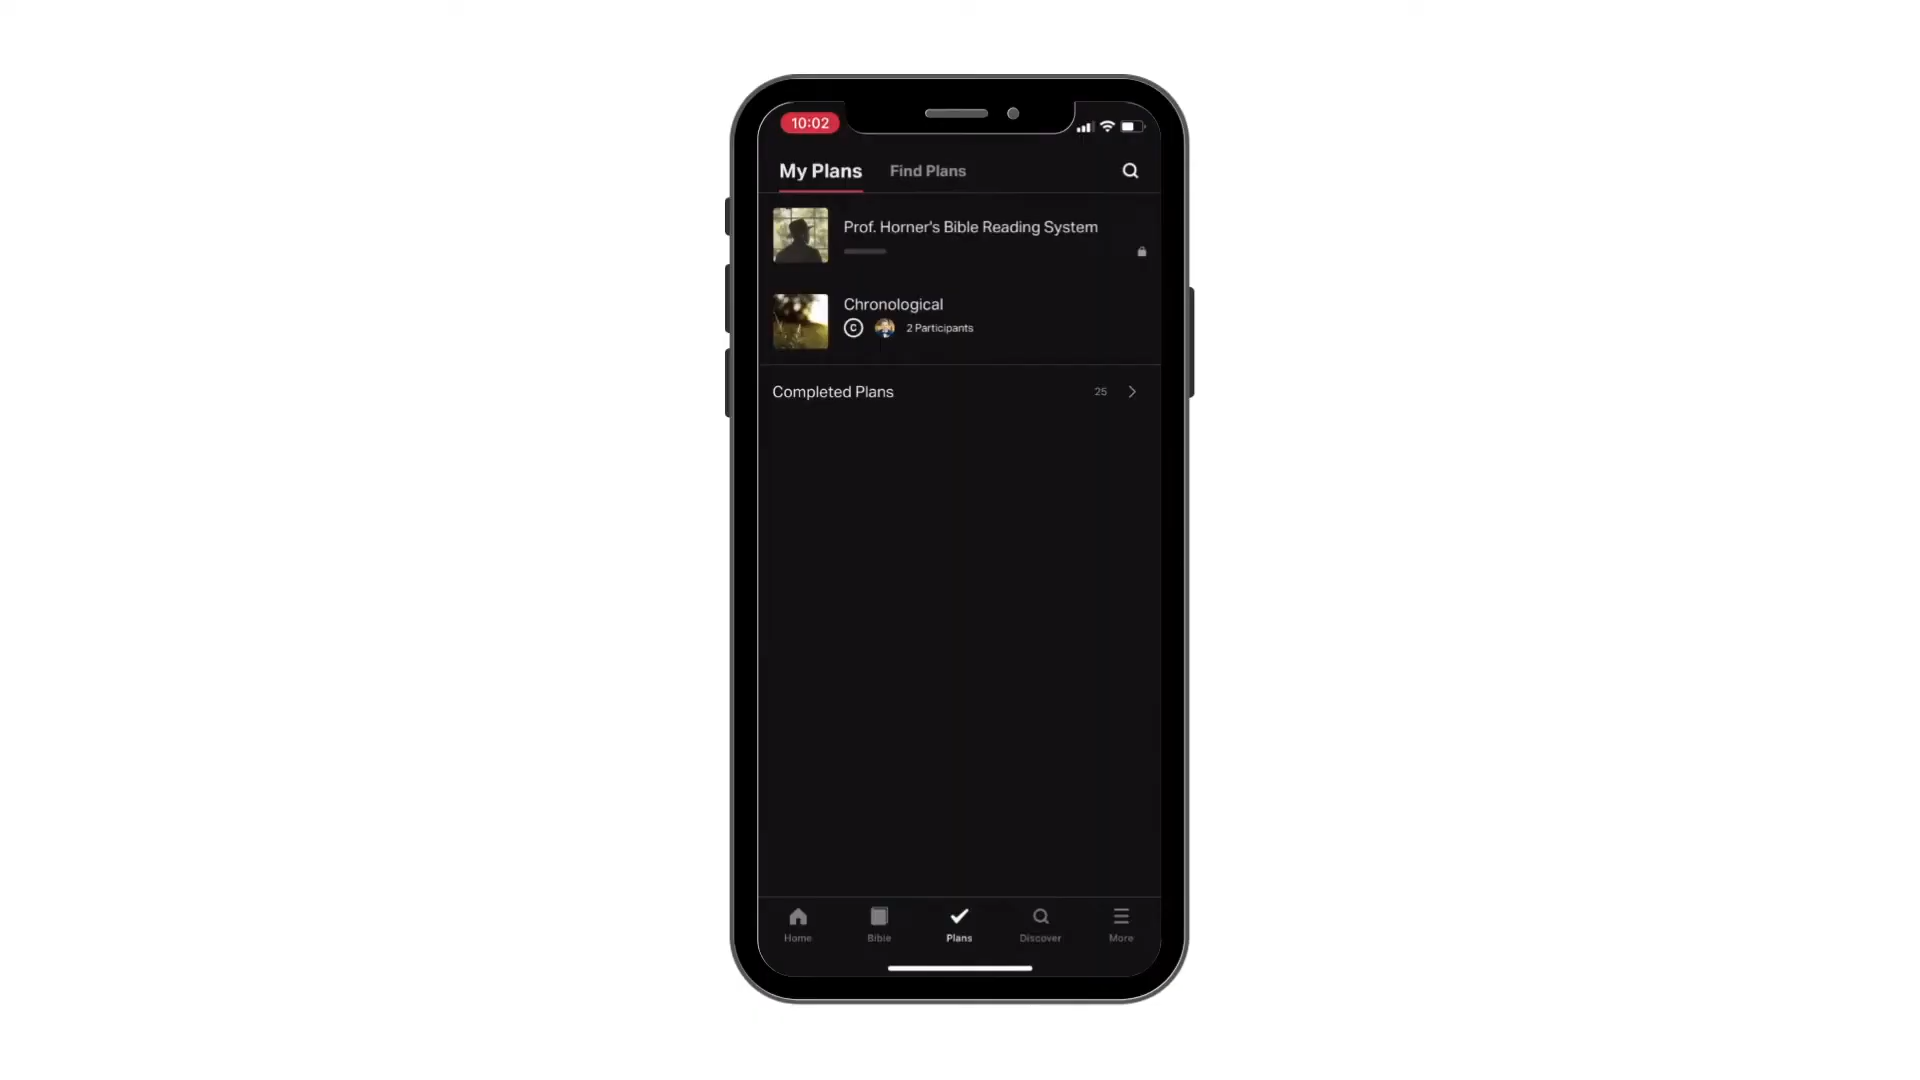 10:02
My Plans Find Plans
Prof. Horner's Bible Reading System
Chronological
C 2 Participants
Completed Plans 25
Home Bible Plans Discover More